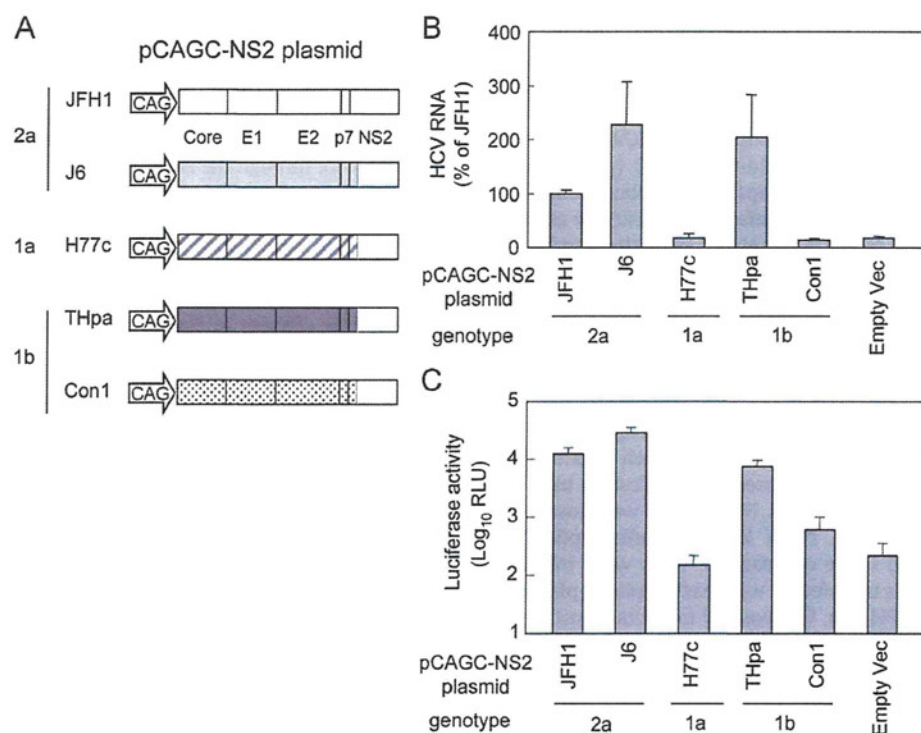 A
pCAGC-NS2 plasmid
2a
JFH1
CAG
Core E1 E2 p7 NS2
J6
CAG
1a
H77c
CAG
1b
THpa
CAG
Con1
CAG
B
HCV RNA
(% of JFH1)
400
300
200
100
0
pCAGC-NS2
plasmid
JFH1
J6
H77c
THpa
Con1
Empty Vec
genotype
2a
1a
1b
C
Luciferase activity
(Log10 RLU)
5
4
3
2
1
pCAGC-NS2
plasmid
JFH1
J6
H77c
THpa
Con1
Empty Vec
genotype
2a
1a
1b